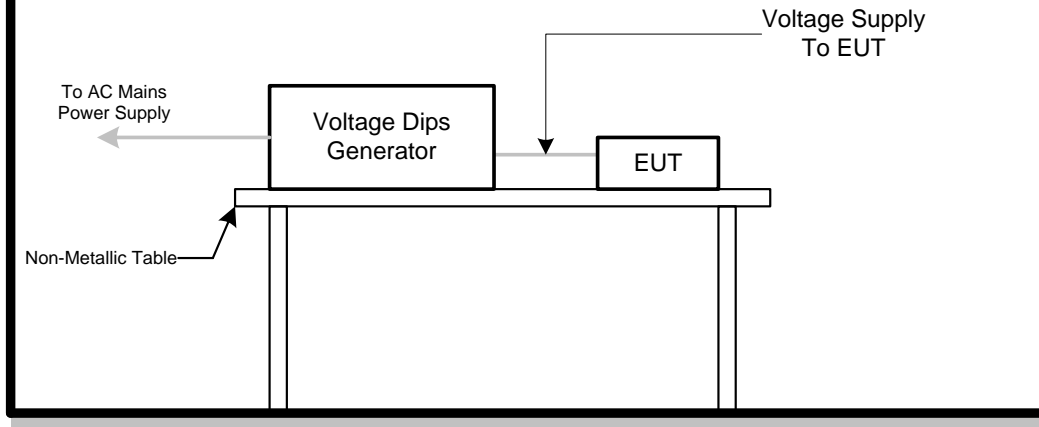 Voltage Supply
To EUT
To AC Mains
Power Supply
Voltage Dips
Generator
EUT
Non-Metallic Table